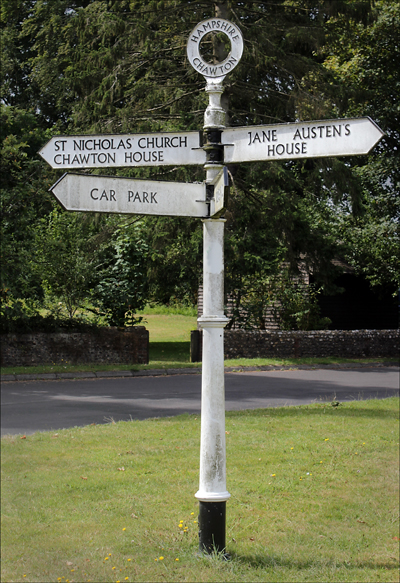 HAMPSHIRE
CHAWTON
ST NICHOLAS CHURCH
CHAWTON HOUSE
JANE AUSTEN'S
HOUSE
CAR PARK